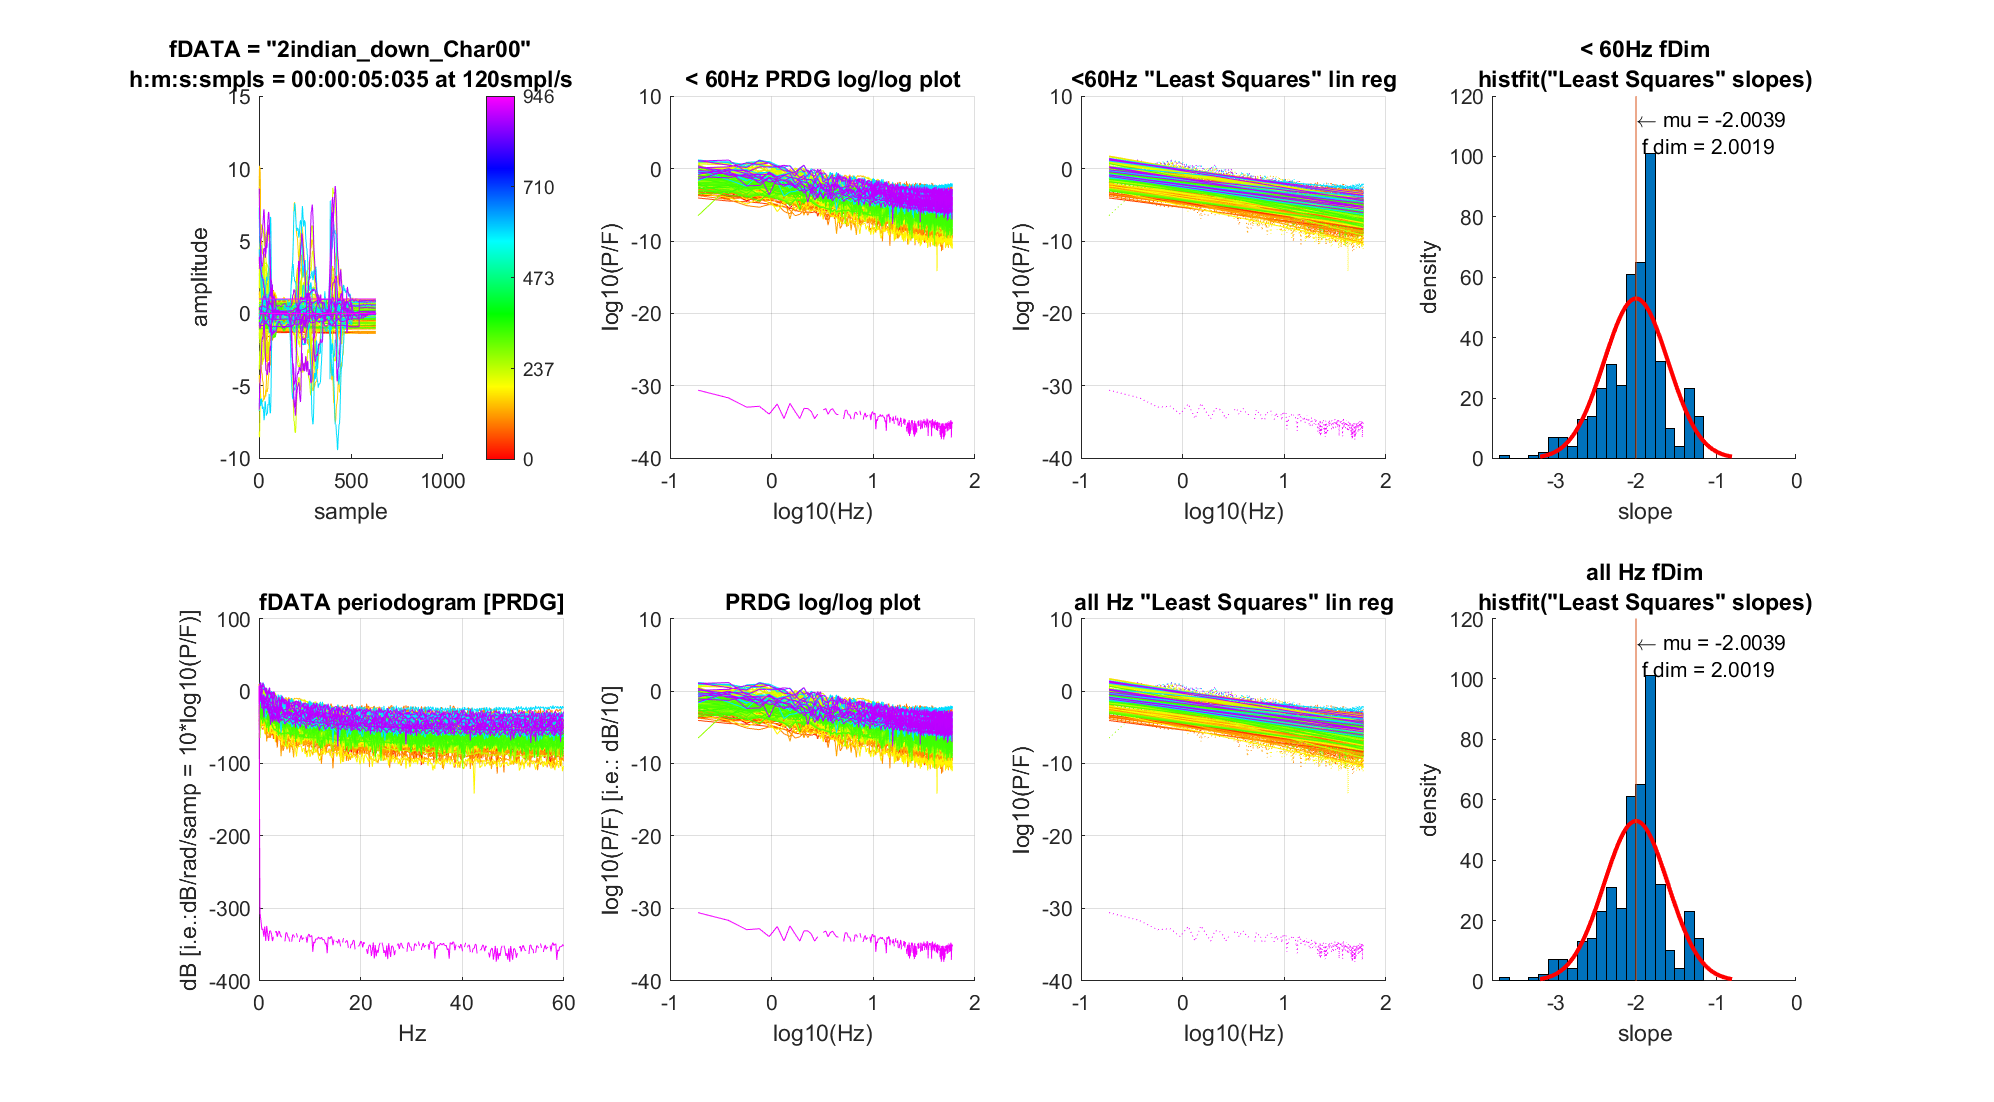 fDATA = "2indian_down_Char00"
h:m:s:smpls = 00:00:05:035 at 120smpl/s
15
10
5
0
-5
-10
0
500
1000
sample
amplitude
946
710
473
237
0
< 60Hz PRDG log/log plot
10
0
-10
-20
-30
-40
-1
0
1
2
log10(Hz)
log10(P/F)
<60Hz "Least Squares" lin reg
10
0
-10
-20
-30
-40
-1
0
1
2
log10(Hz)
log10(P/F)
< 60Hz fDim
histfit("Least Squares" slopes)
120
100
80
60
40
20
0
-3
-2
-1
0
slope
density
← mu = -2.0039
f dim = 2.0019
fDATA periodogram [PRDG]
100
0
-100
-200
-300
-400
0
20
40
60
Hz
dB [i.e.:dB/rad/samp = 10*log10(P/F)]
PRDG log/log plot
10
0
-10
-20
-30
-40
-1
0
1
2
log10(Hz)
log10(P/F) [i.e.: dB/10]
all Hz "Least Squares" lin reg
10
0
-10
-20
-30
-40
-1
0
1
2
log10(Hz)
log10(P/F)
all Hz fDim
histfit("Least Squares" slopes)
120
100
80
60
40
20
0
-3
-2
-1
0
slope
density
← mu = -2.0039
f dim = 2.0019